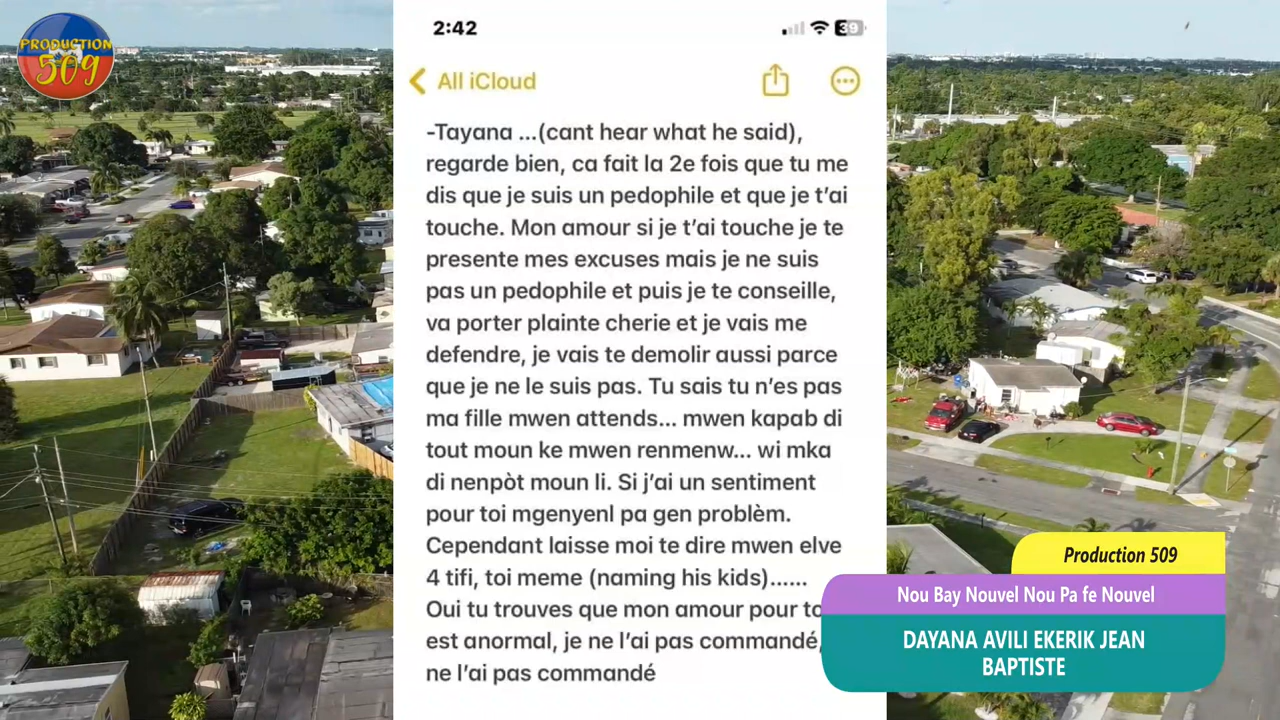 PRODUCTION
509
2:42
39
All iCloud
-Tayana ...(cant hear what he said),
regarde bien, ca fait la 2e fois que tu me
dis que je suis un pedophile et que je t'ai
touche. Mon amour si je t'ai touche je te
presente mes excuses mais je ne suis
pas un pedophile et puis je te conseille,
va porter plainte cherie et je vais me
defendre, je vais te demolir aussi parce
que je ne le suis pas. Tu sais tu n'es pas
ma fille mwen attends... mwen kapab di
tout moun ke mwen renmenw... wi mka
di nenpòt moun li. Si j'ai un sentiment
pour toi mgenyenl pa gen problèm.
Cependant laisse moi te dire mwen elve
4 tifi, toi meme (naming his kids)......
Oui tu trouves que mon amour pour
est anormal, je ne l'ai pas commandé,
ne l'ai pas commandé
Production 509
Nou Bay Nouvel Nou Pa fe Nouvel
DAYANA AVILI EKERIK JEAN
BAPTISTE